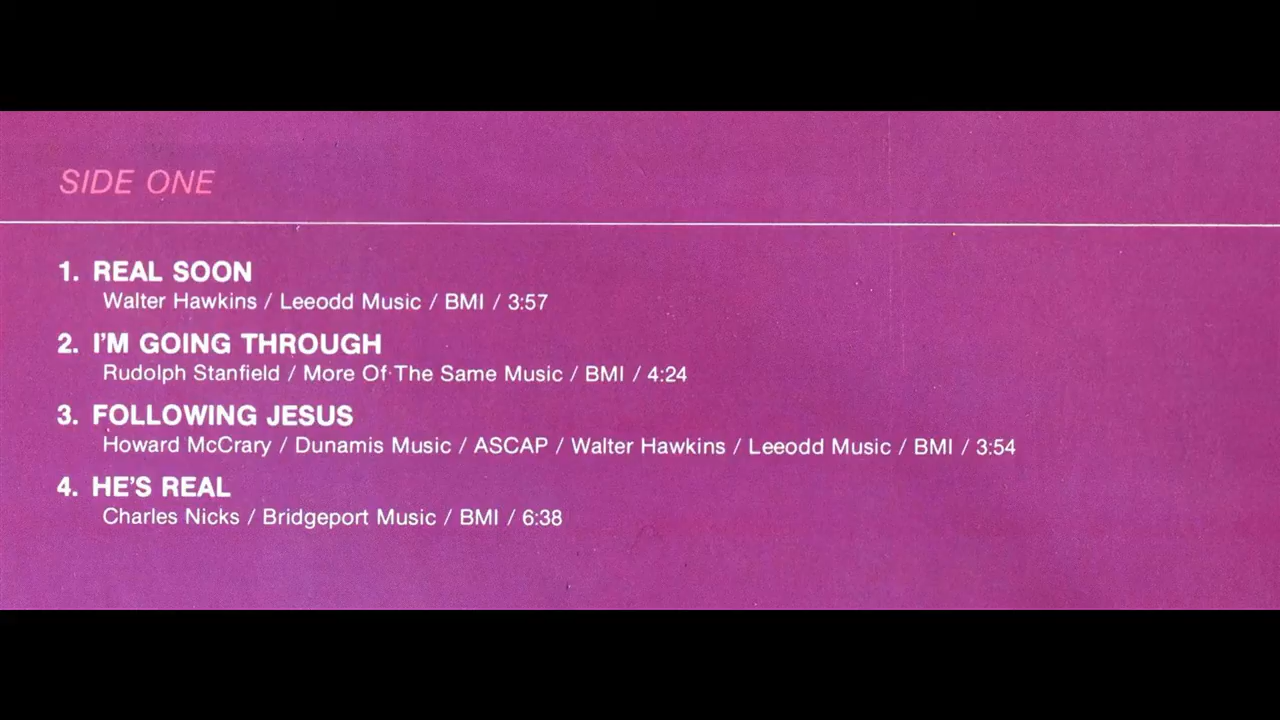 SIDE ONE
1. REAL SOON
Walter Hawkins / Leeodd Music / BMI / 3:57
2. I'M GOING THROUGH
Rudolph Stanfield / More Of The Same Music / BMI / 4:24
3. FOLLOWING JESUS
Howard McCrary / Dunamis Music / ASCAP / Walter Hawkins / Leeodd Music / BMI / 3:54
4. HE'S REAL
Charles Nicks / Bridgeport Music / BMI / 6:38